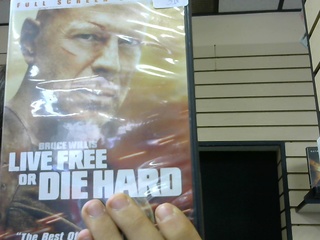 FULL SCREEN
BRUCE WILLIS
LIVE FREE
OR DIE HARD
"The Best Of